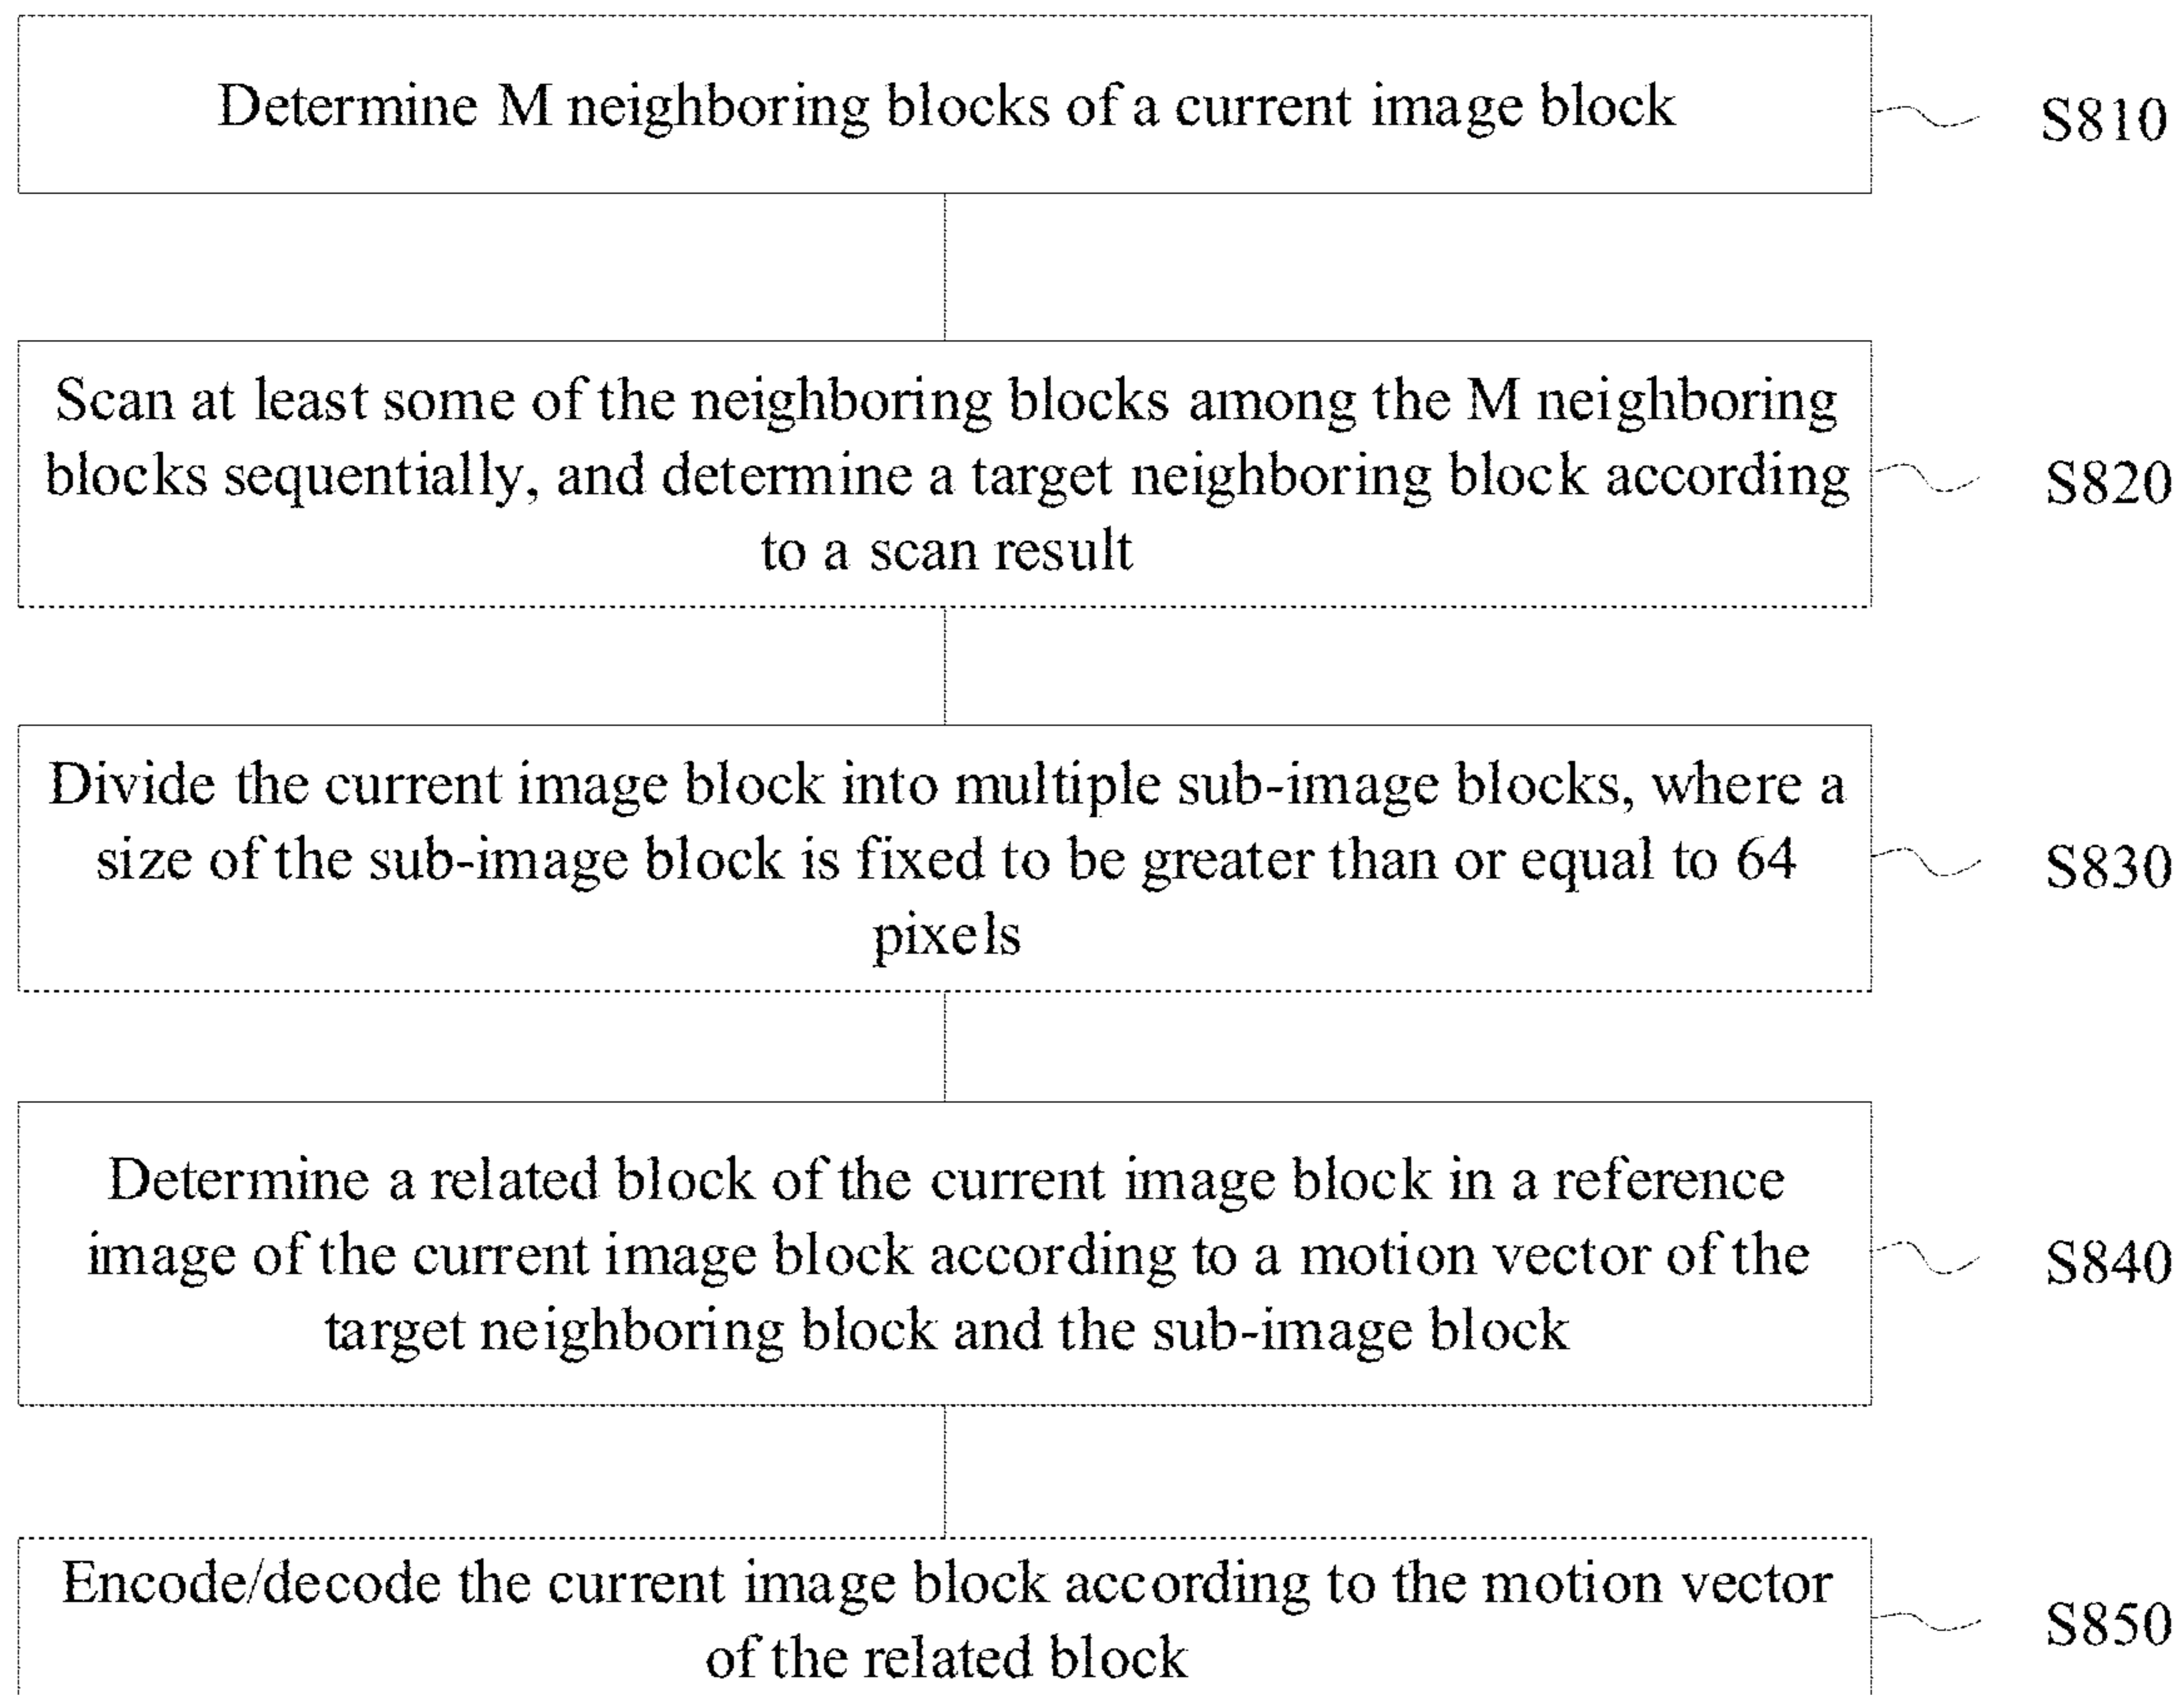 Determine M neighboring blocks of a current image block
S810
Scan at least some of the neighboring blocks among the M neighboring
blocks sequentially, and determine a target neighboring block according
to a scan result
S820
Divide the current image block into multiple sub-image blocks, where a
size of the sub-image block is fixed to be greater than or equal to 64
pixels
S830
Determine a related block of the current image block in a reference
image of the current image block according to a motion vector of the
target neighboring block and the sub-image block
S840
Encode/decode the current image block according to the motion vector
of the related block
S850